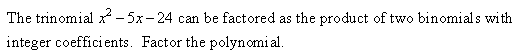 The trinomial x² – 5x – 24 can be factored as the product of two binomials with
integer coefficients.  Factor the polynomial.